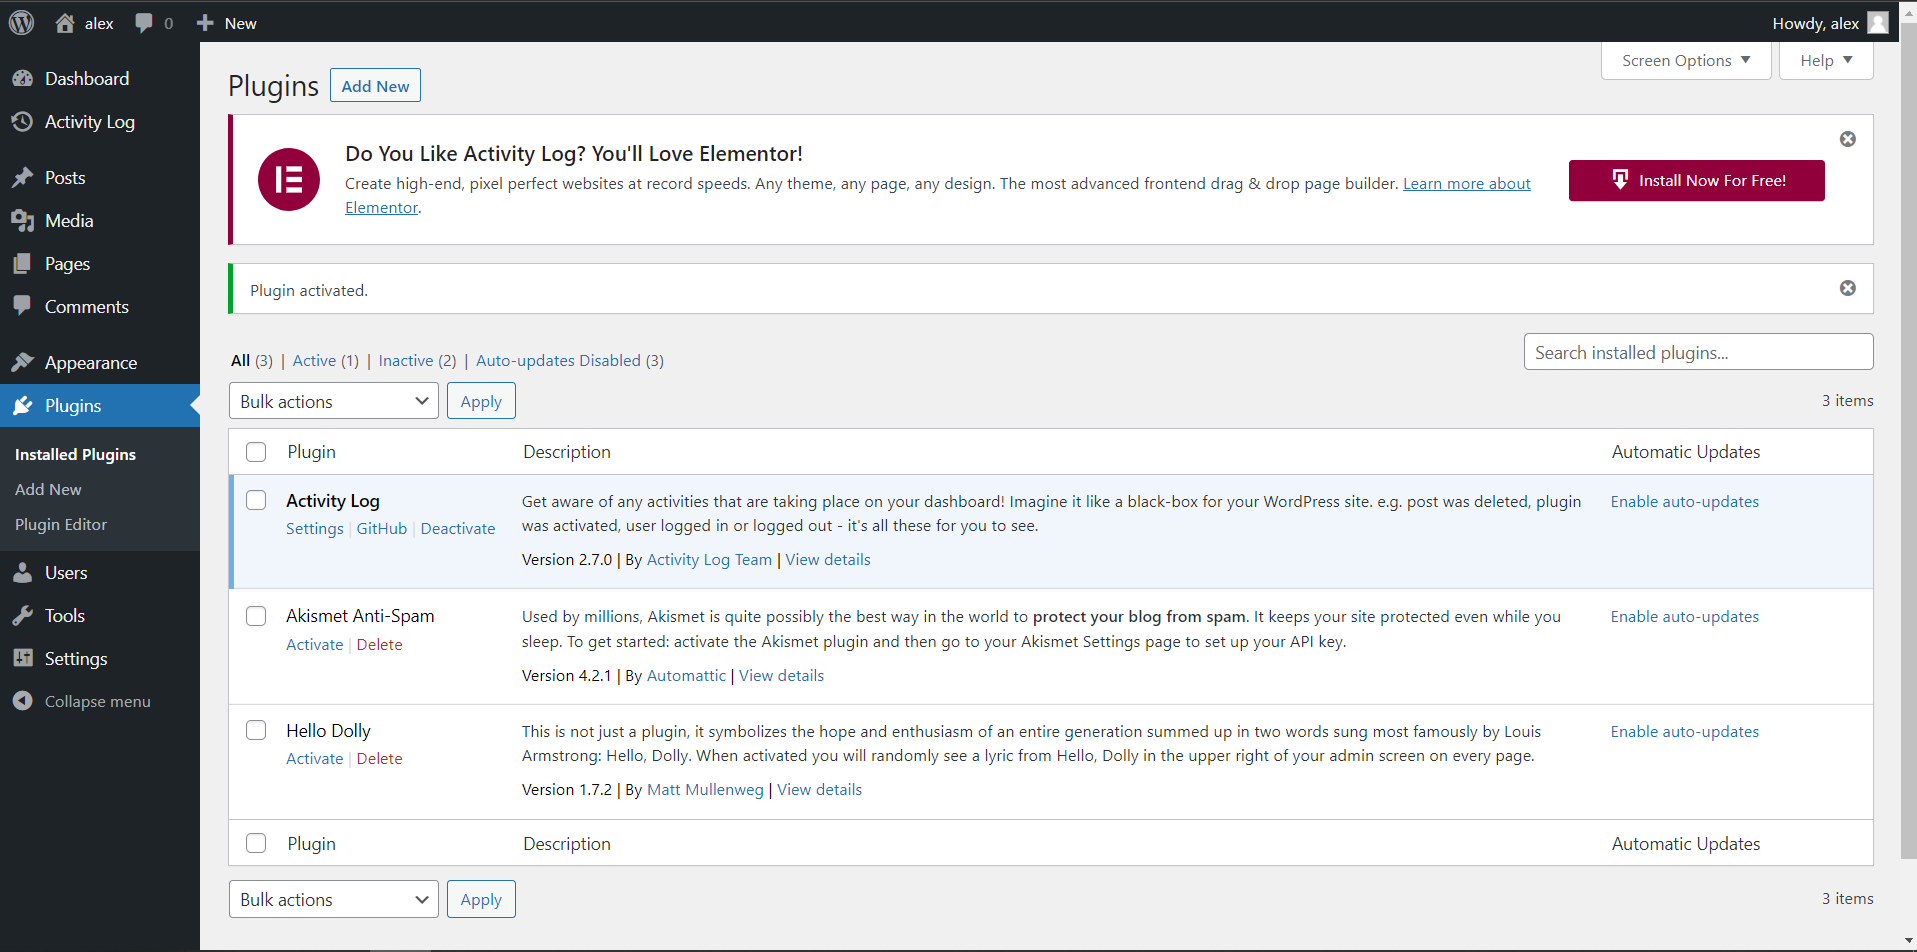 alex 0 New Howdy, alex
Dashboard
Activity Log
Posts
Media
Pages
Comments
Appearance
Plugins
Installed Plugins
Add New
Plugin Editor
Users
Tools
Settings
Collapse menu
Screen Options Help
Plugins Add New
Do You Like Activity Log? You'll Love Elementor!
Create high-end, pixel perfect websites at record speeds. Any theme, any page, any design. The most advanced frontend drag & drop page builder. Learn more about
Elementor.
Install Now For Free!
Plugin activated.
All (3) | Active (1) | Inactive (2) | Auto-updates Disabled (3)
Search installed plugins...
Bulk actions Apply 3 items
Plugin Description Automatic Updates
Activity Log
Settings | GitHub | Deactivate
Get aware of any activities that are taking place on your dashboard! Imagine it like a black-box for your WordPress site. e.g. post was deleted, plugin
was activated, user logged in or logged out - it's all these for you to see.
Version 2.7.0 | By Activity Log Team | View details
Enable auto-updates
Akismet Anti-Spam
Activate | Delete
Used by millions, Akismet is quite possibly the best way in the world to protect your blog from spam. It keeps your site protected even while you
sleep. To get started: activate the Akismet plugin and then go to your Akismet Settings page to set up your API key.
Version 4.2.1 | By Automattic | View details
Enable auto-updates
Hello Dolly
Activate | Delete
This is not just a plugin, it symbolizes the hope and enthusiasm of an entire generation summed up in two words sung most famously by Louis
Armstrong: Hello, Dolly. When activated you will randomly see a lyric from Hello, Dolly in the upper right of your admin screen on every page.
Version 1.7.2 | By Matt Mullenweg | View details
Enable auto-updates
Plugin Description Automatic Updates
Bulk actions Apply 3 items